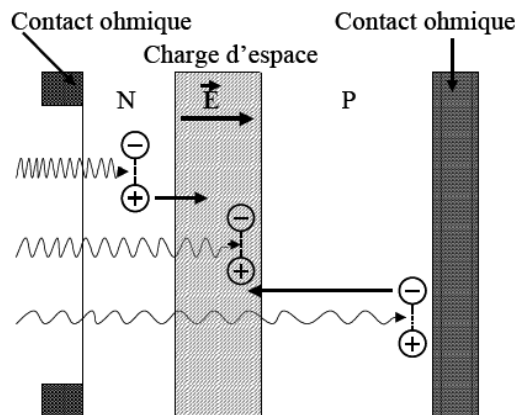 Contact ohmique
Contact ohmique
Charge d'espace
N
E
P
−
+
−
+
−
+